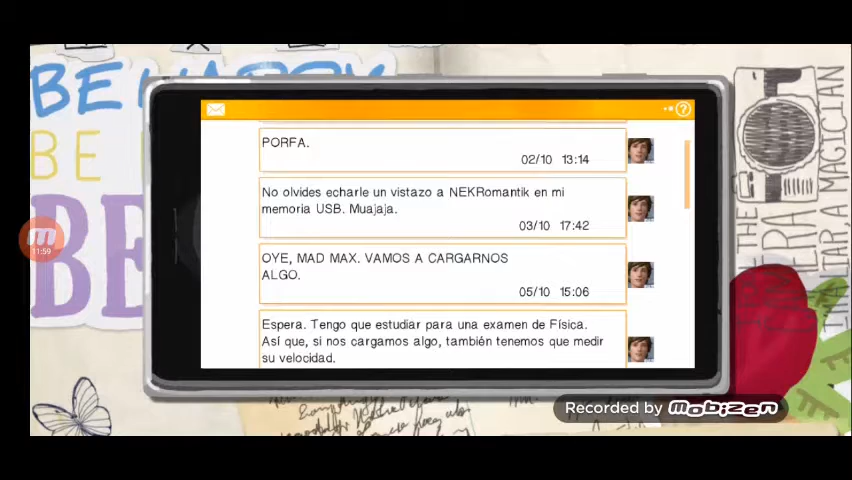 BE HAPPY
BE
BE
PORFA.
02/10 13:14
No olvides echarle un vistazo a NEKRomantik en mi
memoria USB. Muajaja.
03/10 17:42
OYE, MAD MAX. VAMOS A CARGARNOS
ALGO.
05/10 15:06
Espera. Tengo que estudiar para una examen de Física.
Así que, si nos cargamos algo, también tenemos que medir
su velocidad.
11:59
Recorded by mobizen
THE
MERA
A MAGICIAN